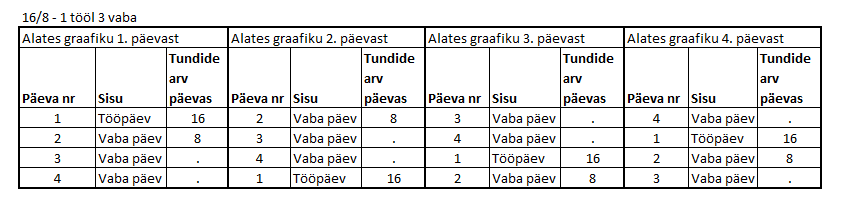 16/8 - 1 tööl 3 vaba
Alates graafiku 1. päevast Alates graafiku 2. päevast Alates graafiku 3. päevast Alates graafiku 4. päevast
Päeva nr Sisu Tundide arv päevas Päeva nr Sisu Tundide arv päevas Päeva nr Sisu Tundide arv päevas Päeva nr Sisu Tundide arv päevas
1 Tööpäev 16 2 Vaba päev 8 3 Vaba päev . 4 Vaba päev .
2 Vaba päev 8 3 Vaba päev . 4 Vaba päev . 1 Tööpäev 16
3 Vaba päev . 4 Vaba päev . 1 Tööpäev 16 2 Vaba päev 8
4 Vaba päev . 1 Tööpäev 16 2 Vaba päev 8 3 Vaba päev .